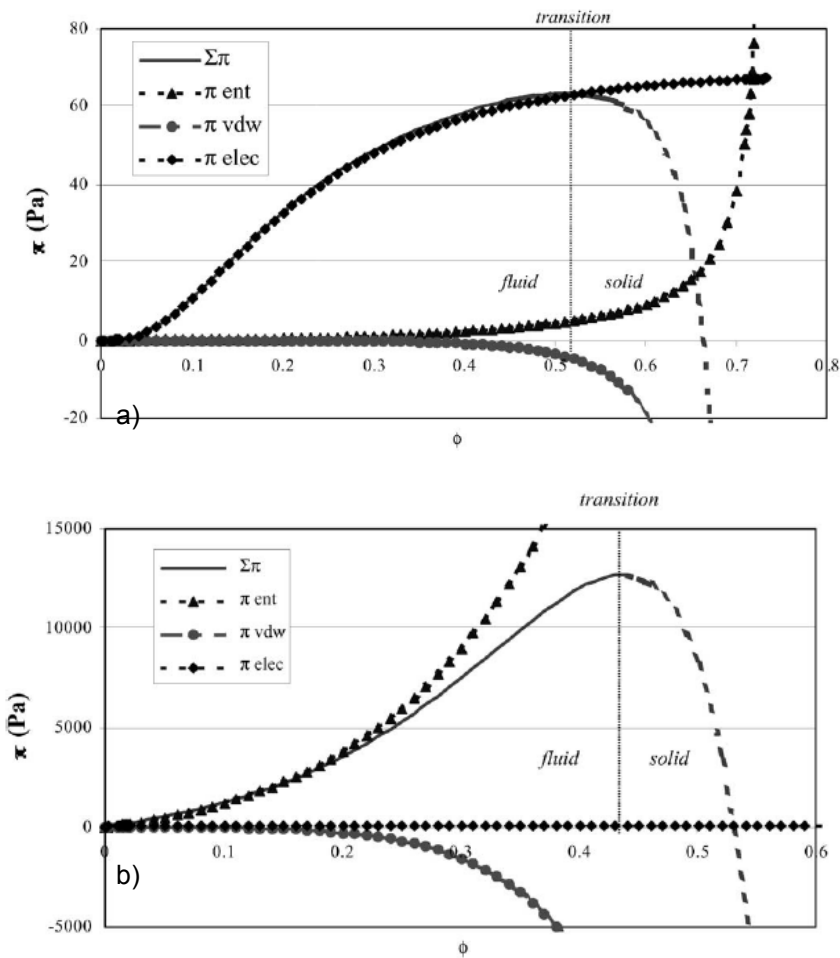 transition
80
60
40
20
0
-20
π (Pa)
Σπ
π ent
π vdw
π elec
fluid
solid
0
0.1
0.2
0.3
0.4
0.5
0.6
0.7
0.8
a)
ϕ
transition
15000
10000
5000
0
-5000
π (Pa)
Σπ
π ent
π vdw
π elec
fluid
solid
0
0.1
0.2
0.3
0.4
0.5
0.6
b)
ϕ